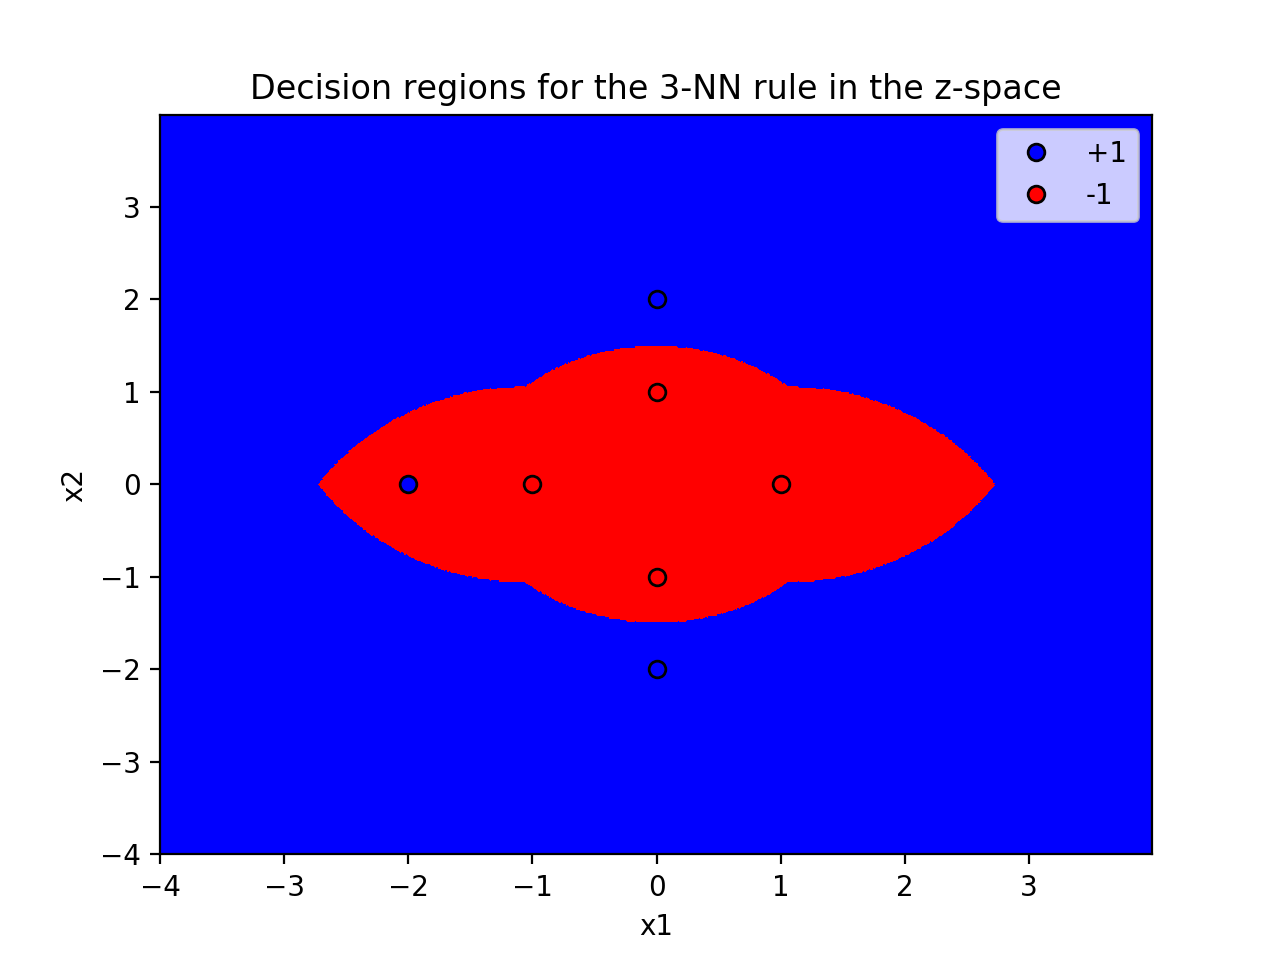 Decision regions for the 3-NN rule in the z-space
+1
-1
3
2
1
0
−1
−2
−3
−4
x2
−4 −3 −2 −1 0 1 2 3
x1